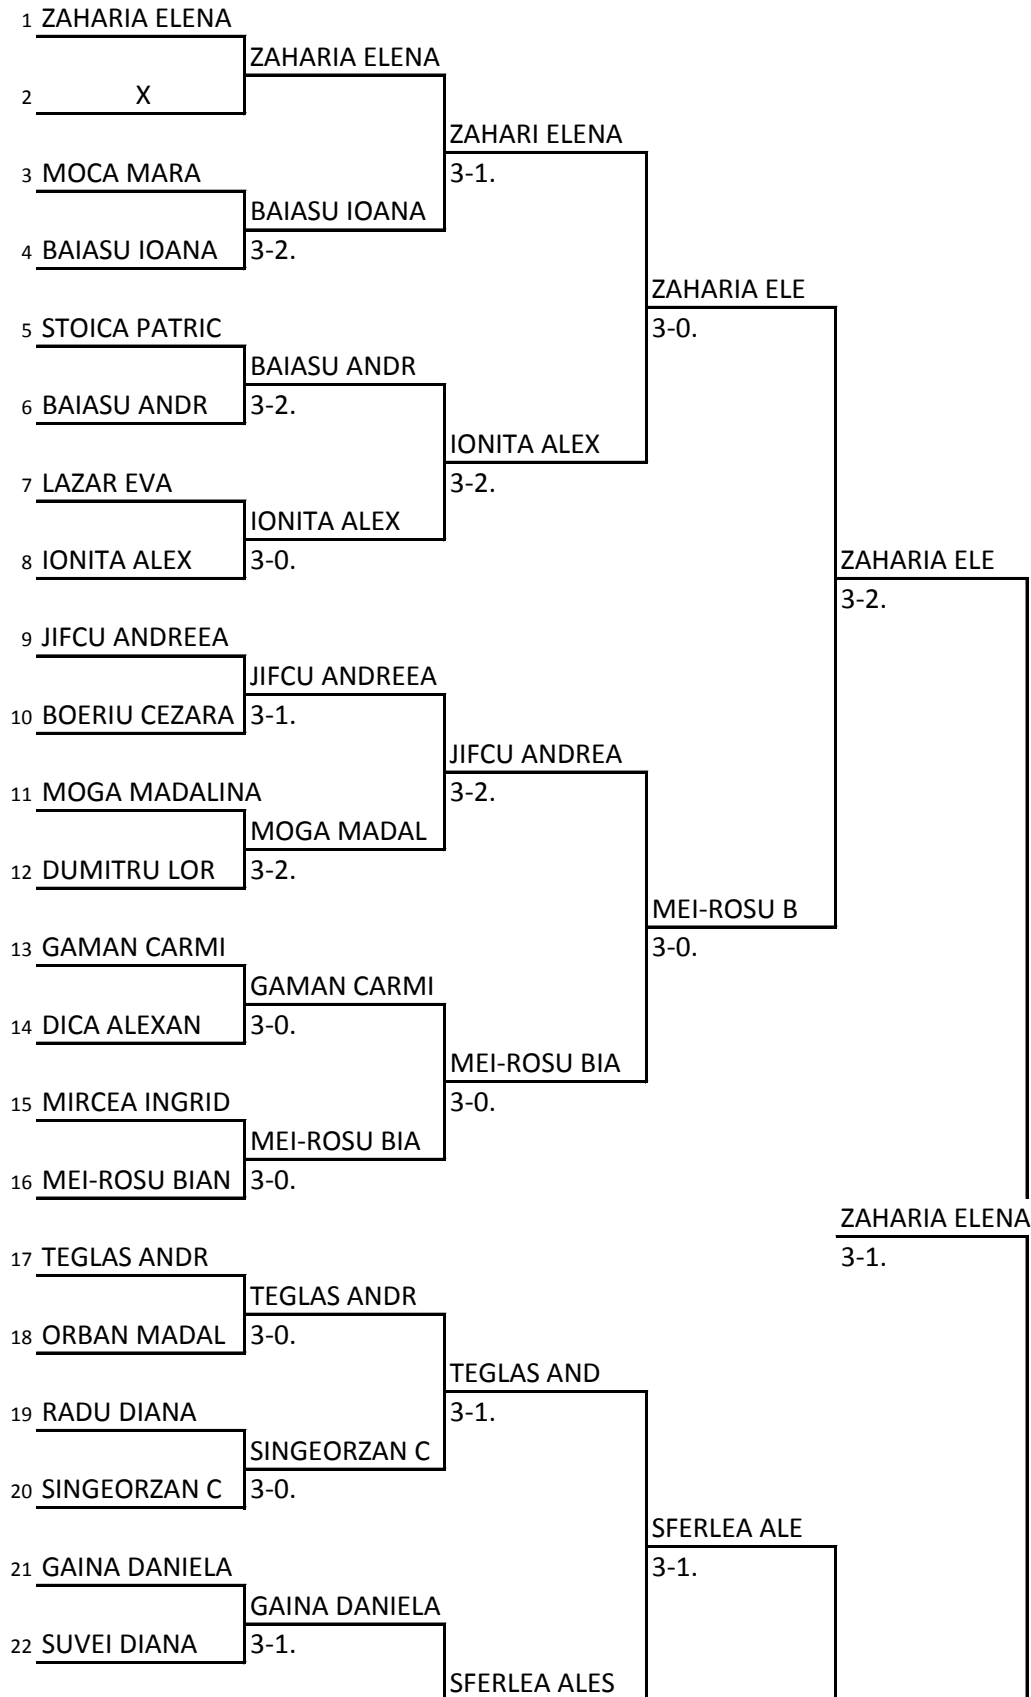 1 ZAHARIA ELENA
ZAHARIA ELENA
2 X
ZAHARI ELENA
3 MOCA MARA
3-1.
BAIASU IOANA
4 BAIASU IOANA
3-2.
ZAHARIA ELE
5 STOICA PATRIC
3-0.
BAIASU ANDR
6 BAIASU ANDR
3-2.
IONITA ALEX
7 LAZAR EVA
3-2.
IONITA ALEX
8 IONITA ALEX
3-0.
ZAHARIA ELE
3-2.
9 JIFCU ANDREEA
JIFCU ANDREEA
10 BOERIU CEZARA
3-1.
JIFCU ANDREA
11 MOGA MADALINA
3-2.
MOGA MADAL
12 DUMITRU LOR
3-2.
MEI-ROSU B
13 GAMAN CARMI
3-0.
GAMAN CARMI
14 DICA ALEXAN
3-0.
MEI-ROSU BIA
15 MIRCEA INGRID
3-0.
MEI-ROSU BIA
16 MEI-ROSU BIAN
3-0.
ZAHARIA ELENA
17 TEGLAS ANDR
3-1.
TEGLAS ANDR
18 ORBAN MADAL
3-0.
TEGLAS AND
19 RADU DIANA
3-1.
SINGEORZAN C
20 SINGEORZAN C
3-0.
SFERLEA ALE
21 GAINA DANIELA
3-1.
GAINA DANIELA
22 SUVEI DIANA
3-1.
SFERLEA ALES